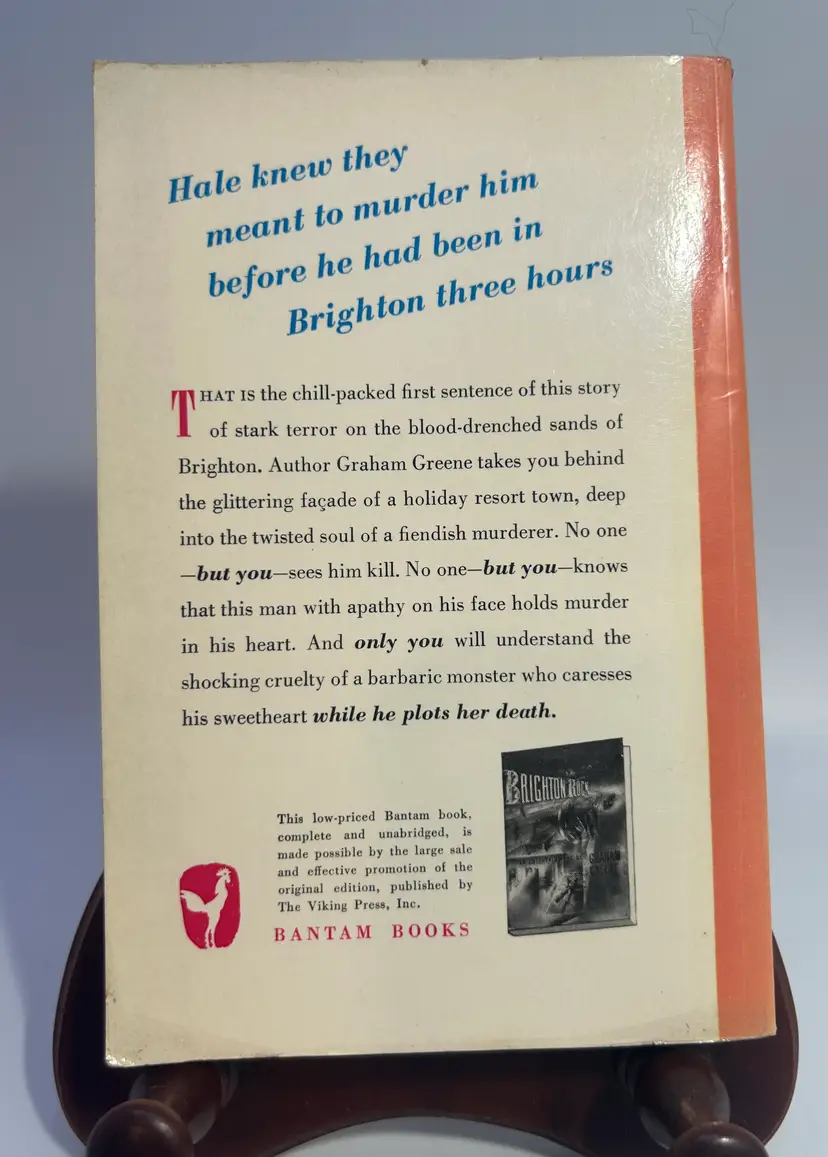 Hale knew they
meant to murder him
before he had been in
Brighton three hours
THAT IS the chill-packed first sentence of this story
of stark terror on the blood-drenched sands of
Brighton. Author Graham Greene takes you behind
the glittering façade of a holiday resort town, deep
into the twisted soul of a fiendish murderer. No one
—but you—sees him kill. No one—but you—knows
that this man with apathy on his face holds murder
in his heart. And only you will understand the
shocking cruelty of a barbaric monster who caresses
his sweetheart while he plots her death.
This low-priced Bantam book,
complete and unabridged, is
made possible by the large sale
and effective promotion of the
original edition, published by
The Viking Press, Inc.
BANTAM BOOKS
BRIGHTON ROCK
GRAHAM